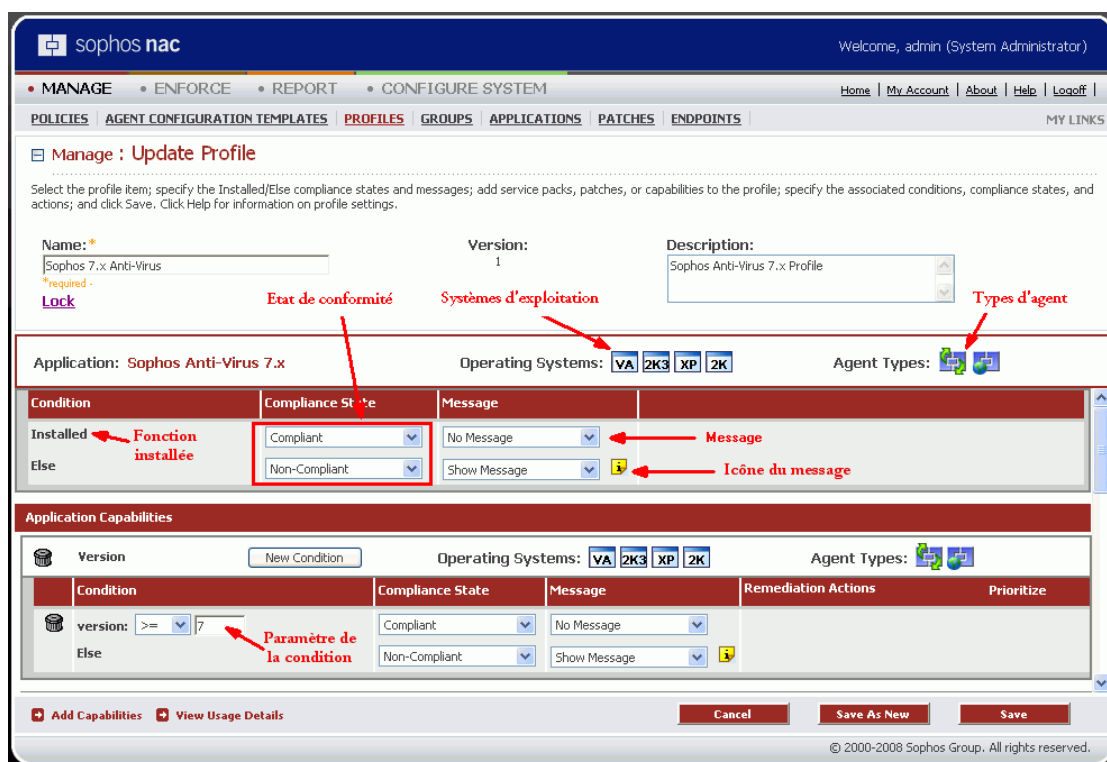 sophos nac
Welcome, admin (System Administrator)
• MANAGE • ENFORCE • REPORT • CONFIGURE SYSTEM
Home | My Account | About | Help | Logoff |
POLICIES | AGENT CONFIGURATION TEMPLATES | PROFILES | GROUPS | APPLICATIONS | PATCHES | ENDPOINTS
MY LINKS
Manage : Update Profile
Select the profile item; specify the Installed/Else compliance states and messages; add service packs, patches, or capabilities to the profile; specify the associated conditions, compliance states, and
actions; and click Save. Click Help for information on profile settings.
Name:* Version: Description:
Sophos 7.x Anti-Virus 1 Sophos Anti-Virus 7.x Profile
*required -
Lock
Etat de conformité Systèmes d'exploitation Types d'agent
Application: Sophos Anti-Virus 7.x Operating Systems: VA 2K3 XP 2K Agent Types:
Condition Compliance State Message
Installed Fonction installée Compliant No Message Message
Else Non-Compliant Show Message Icône du message
Application Capabilities
Version New Condition Operating Systems: VA 2K3 XP 2K Agent Types:
Condition Compliance State Message Remediation Actions Prioritize
version: >= 7 Paramètre de la condition Compliant No Message
Else Non-Compliant Show Message
Add Capabilities View Usage Details Cancel Save As New Save
© 2000-2008 Sophos Group. All rights reserved.